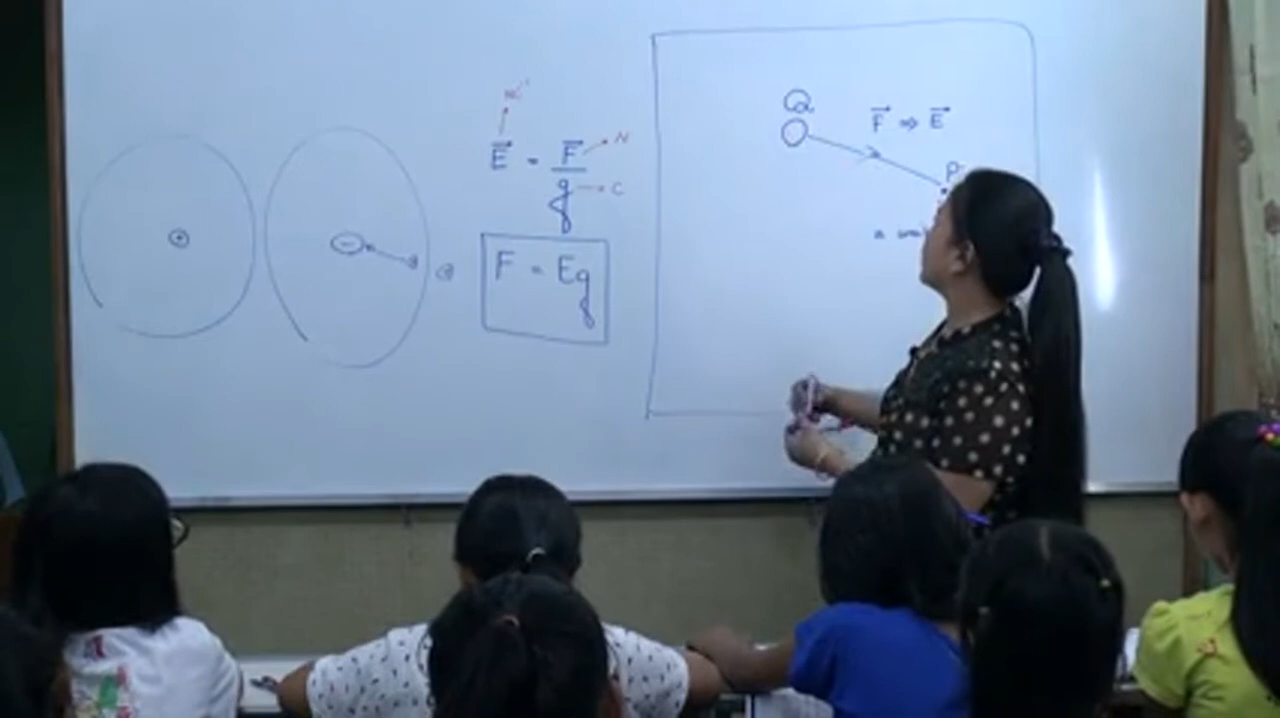 +
−
NC⁻¹
E⃗ = F⃗ / q
N
C
F = Eq
Q
F⃗ ⇒ E⃗
P
a